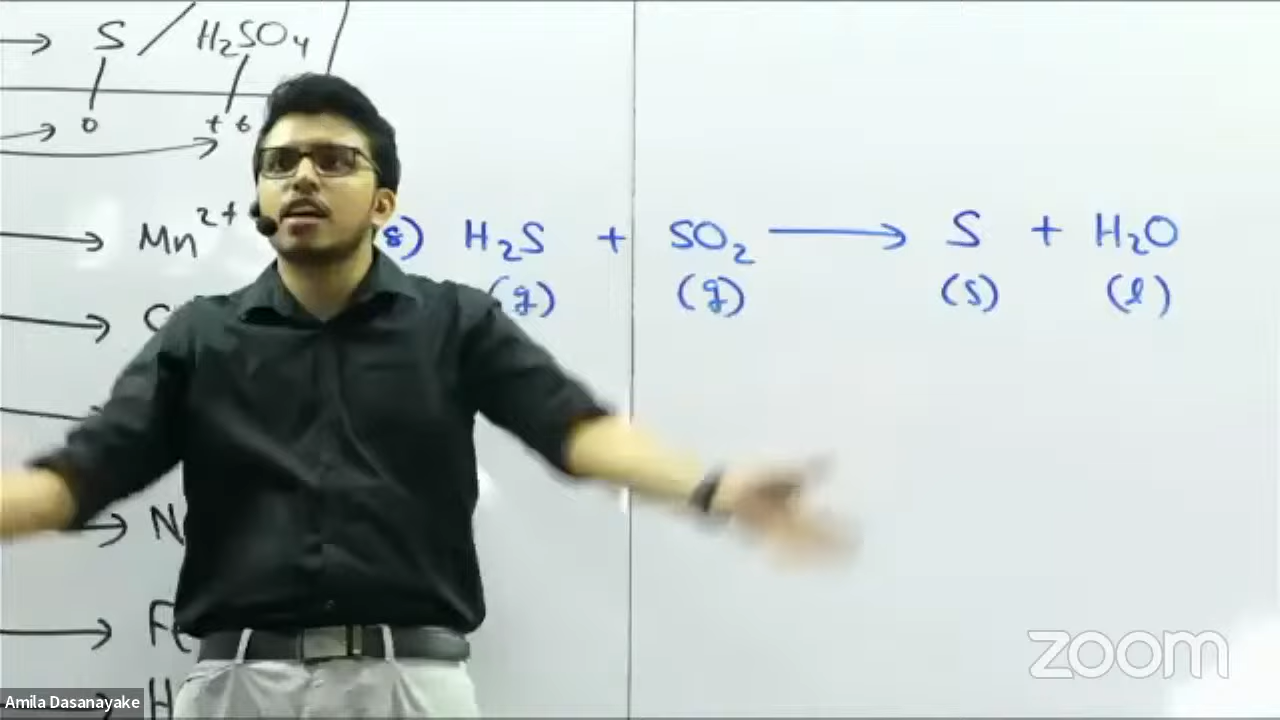 → S / H₂SO₄
0 +6
→ Mn²⁺
8) H₂S + SO₂ → S + H₂O
(g) (g) (s) (l)
→ N
→ H
zoom
Amila Dasanayake